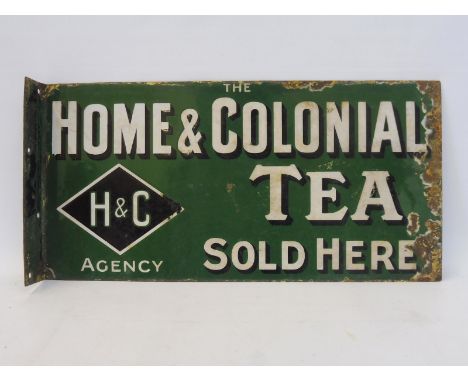 THE
HOME & COLONIAL
TEA
H&C
AGENCY
SOLD HERE